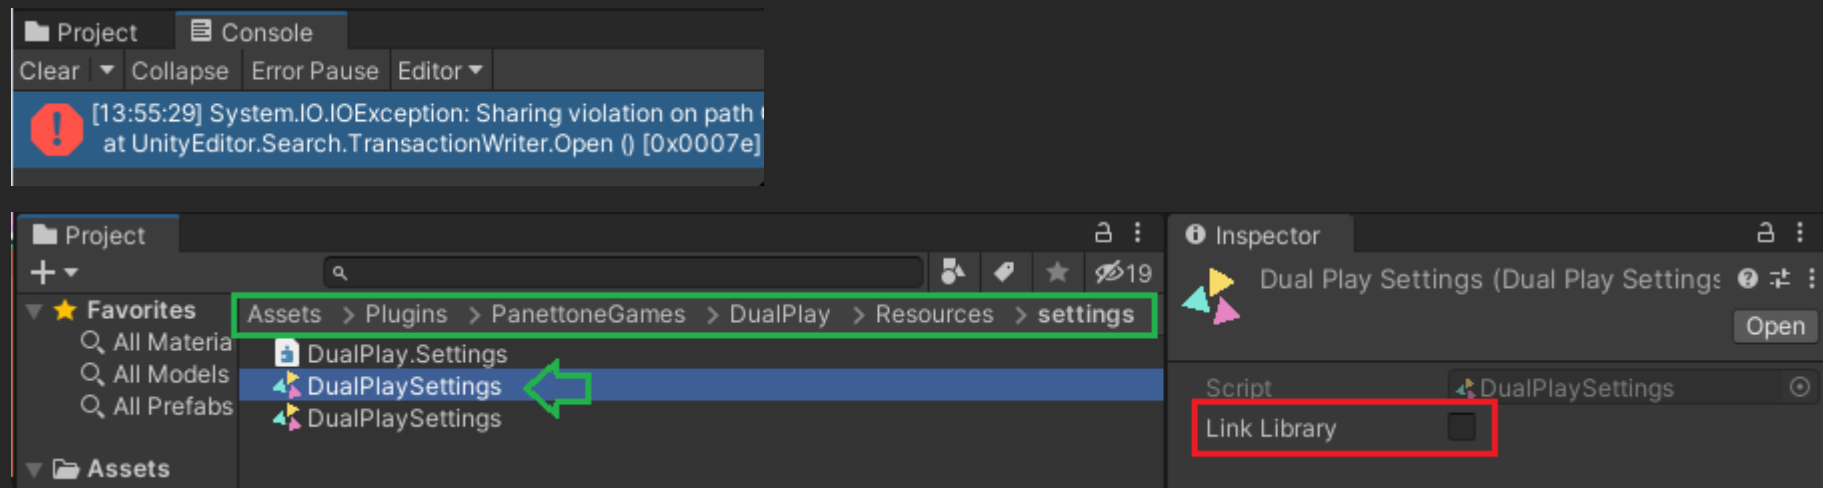 Project
Console
Clear
Collapse
Error Pause
Editor
[13:55:29] System.IO.IOException: Sharing violation on path
at UnityEditor.Search.TransactionWriter.Open () [0x0007e]
Project
19
Favorites
All Materia
All Models
All Prefabs
Assets
Assets > Plugins > PanettoneGames > DualPlay > Resources > settings
DualPlay.Settings
DualPlaySettings
DualPlaySettings
Inspector
Dual Play Settings (Dual Play Settings
Open
Script DualPlaySettings
Link Library